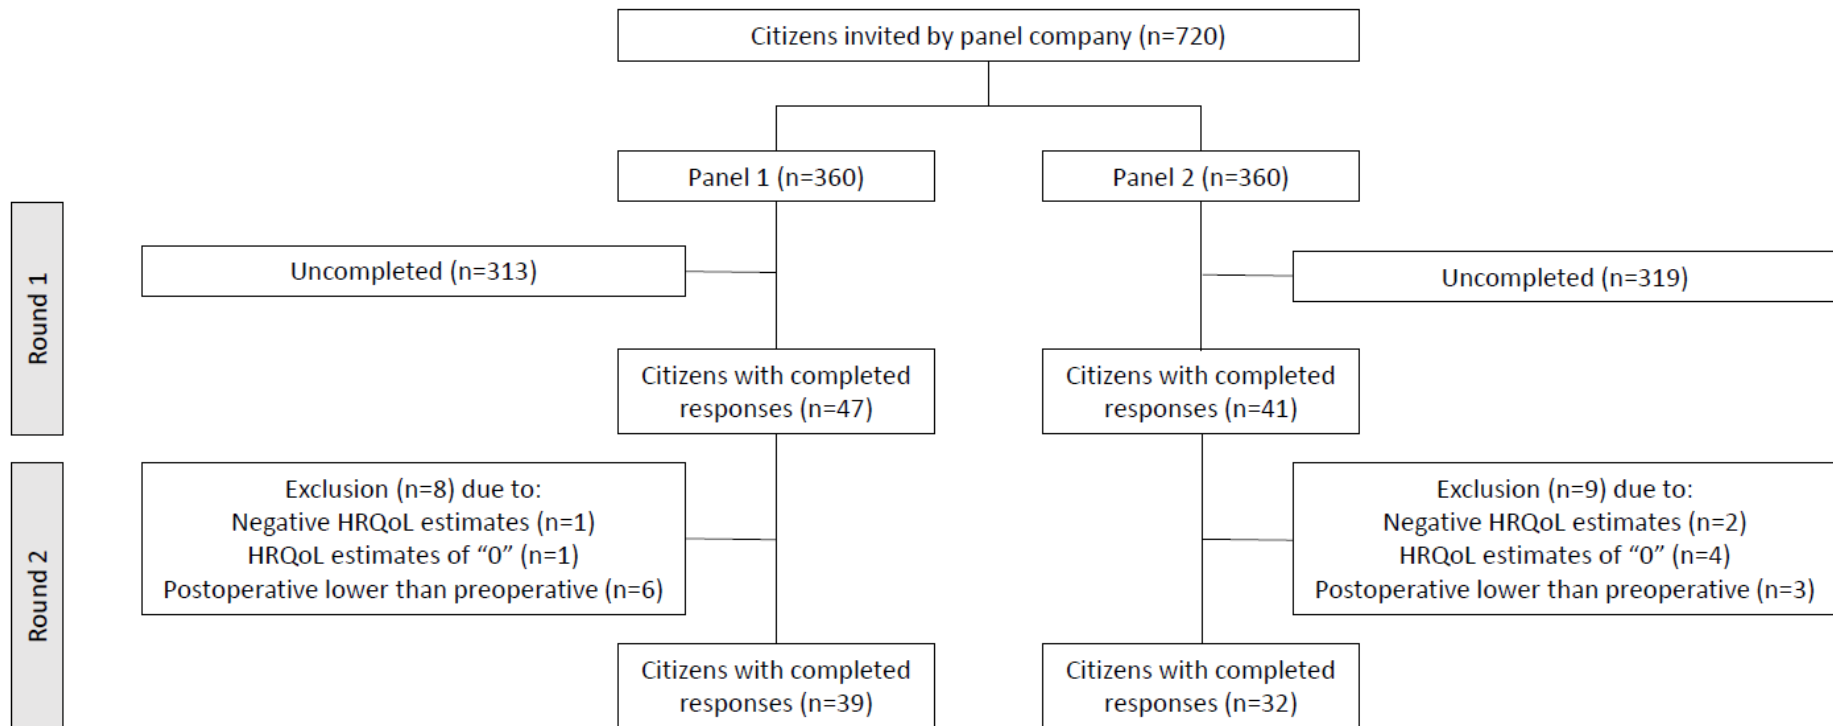 Citizens invited by panel company (n=720)
Panel 1 (n=360)
Panel 2 (n=360)
Round 1
Uncompleted (n=313)
Uncompleted (n=319)
Citizens with completed
responses (n=47)
Citizens with completed
responses (n=41)
Round 2
Exclusion (n=8) due to:
Negative HRQoL estimates (n=1)
HRQoL estimates of “0” (n=1)
Postoperative lower than preoperative (n=6)
Exclusion (n=9) due to:
Negative HRQoL estimates (n=2)
HRQoL estimates of “0” (n=4)
Postoperative lower than preoperative (n=3)
Citizens with completed
responses (n=39)
Citizens with completed
responses (n=32)